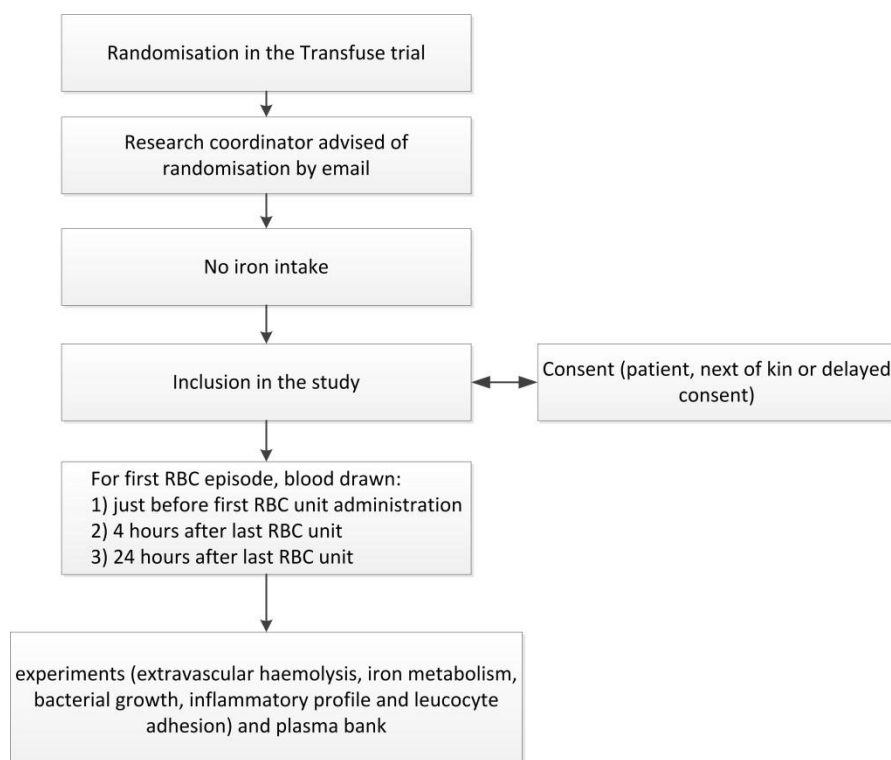 Randomisation in the Transfuse trial
Research coordinator advised of
randomisation by email
No iron intake
Inclusion in the study
Consent (patient, next of kin or delayed
consent)
For first RBC episode, blood drawn:
1) just before first RBC unit administration
2) 4 hours after last RBC unit
3) 24 hours after last RBC unit
experiments (extravascular haemolysis, iron metabolism,
bacterial growth, inflammatory profile and leucocyte
adhesion) and plasma bank